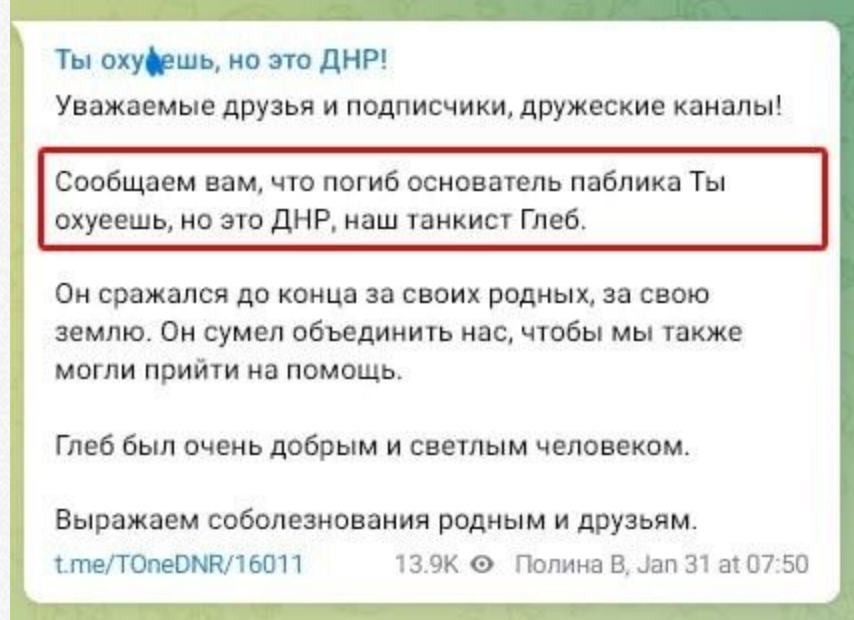 Ты оху ешь, но это ДНР!
Уважаемые друзья и подписчики, дружеские каналы!
Сообщаем вам, что погиб основатель паблика Ты
охуеешь, но это ДНР, наш танкист Глеб.
Он сражался до конца за своих родных, за свою
землю. Он сумел объединить нас, чтобы мы также
могли прийти на помощь.
Глеб был очень добрым и светлым человеком.
Выражаем соболезнования родным и друзьям.
t.me/TOneDNR/16011 13.9K Полина В, Jan 31 at 07:50